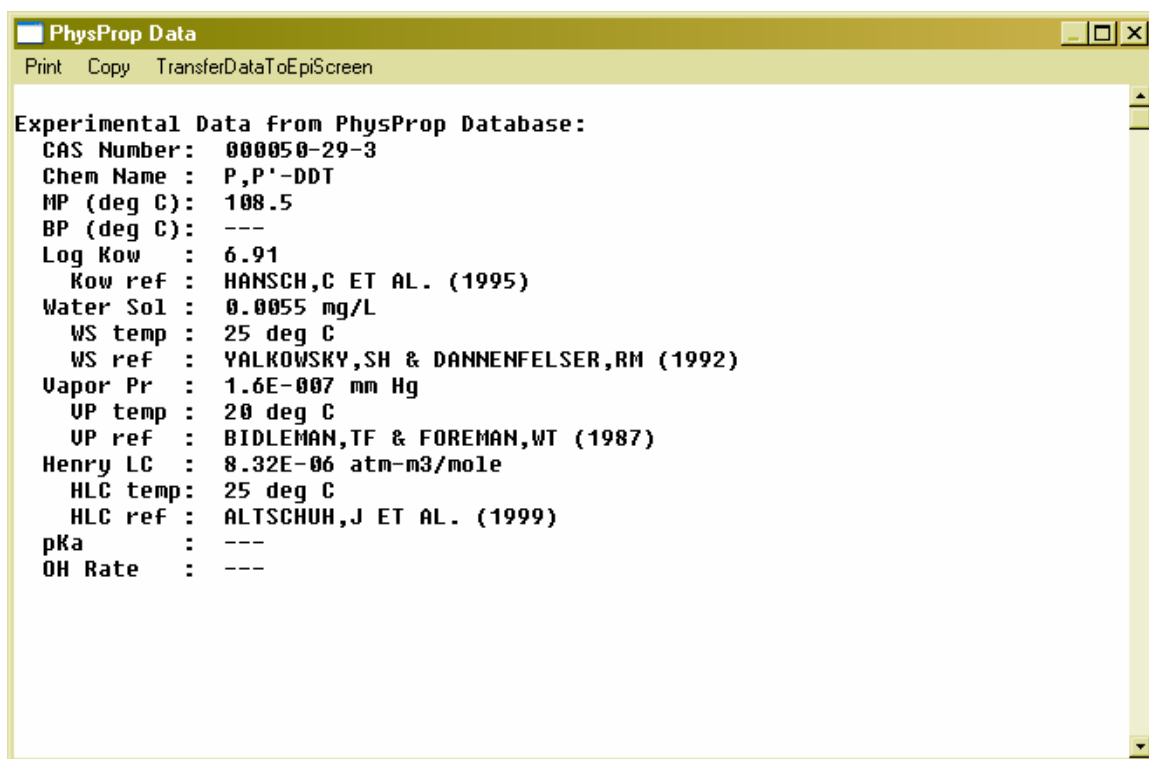 PhysProp Data
Print Copy TransferDataToEpiScreen
Experimental Data from PhysProp Database:
CAS Number: 000050-29-3
Chem Name : P,P'-DDT
MP (deg C): 108.5
BP (deg C): ---
Log Kow : 6.91
Kow ref : HANSCH,C ET AL. (1995)
Water Sol : 0.0055 mg/L
WS temp : 25 deg C
WS ref : YALKOWSKY,SH & DANNENFELSER,RM (1992)
Vapor Pr : 1.6E-007 mm Hg
VP temp : 20 deg C
VP ref : BIDLEMAN,TF & FOREMAN,WT (1987)
Henry LC : 8.32E-06 atm-m3/mole
HLC temp: 25 deg C
HLC ref : ALTSCHUH,J ET AL. (1999)
pKa : ---
OH Rate : ---